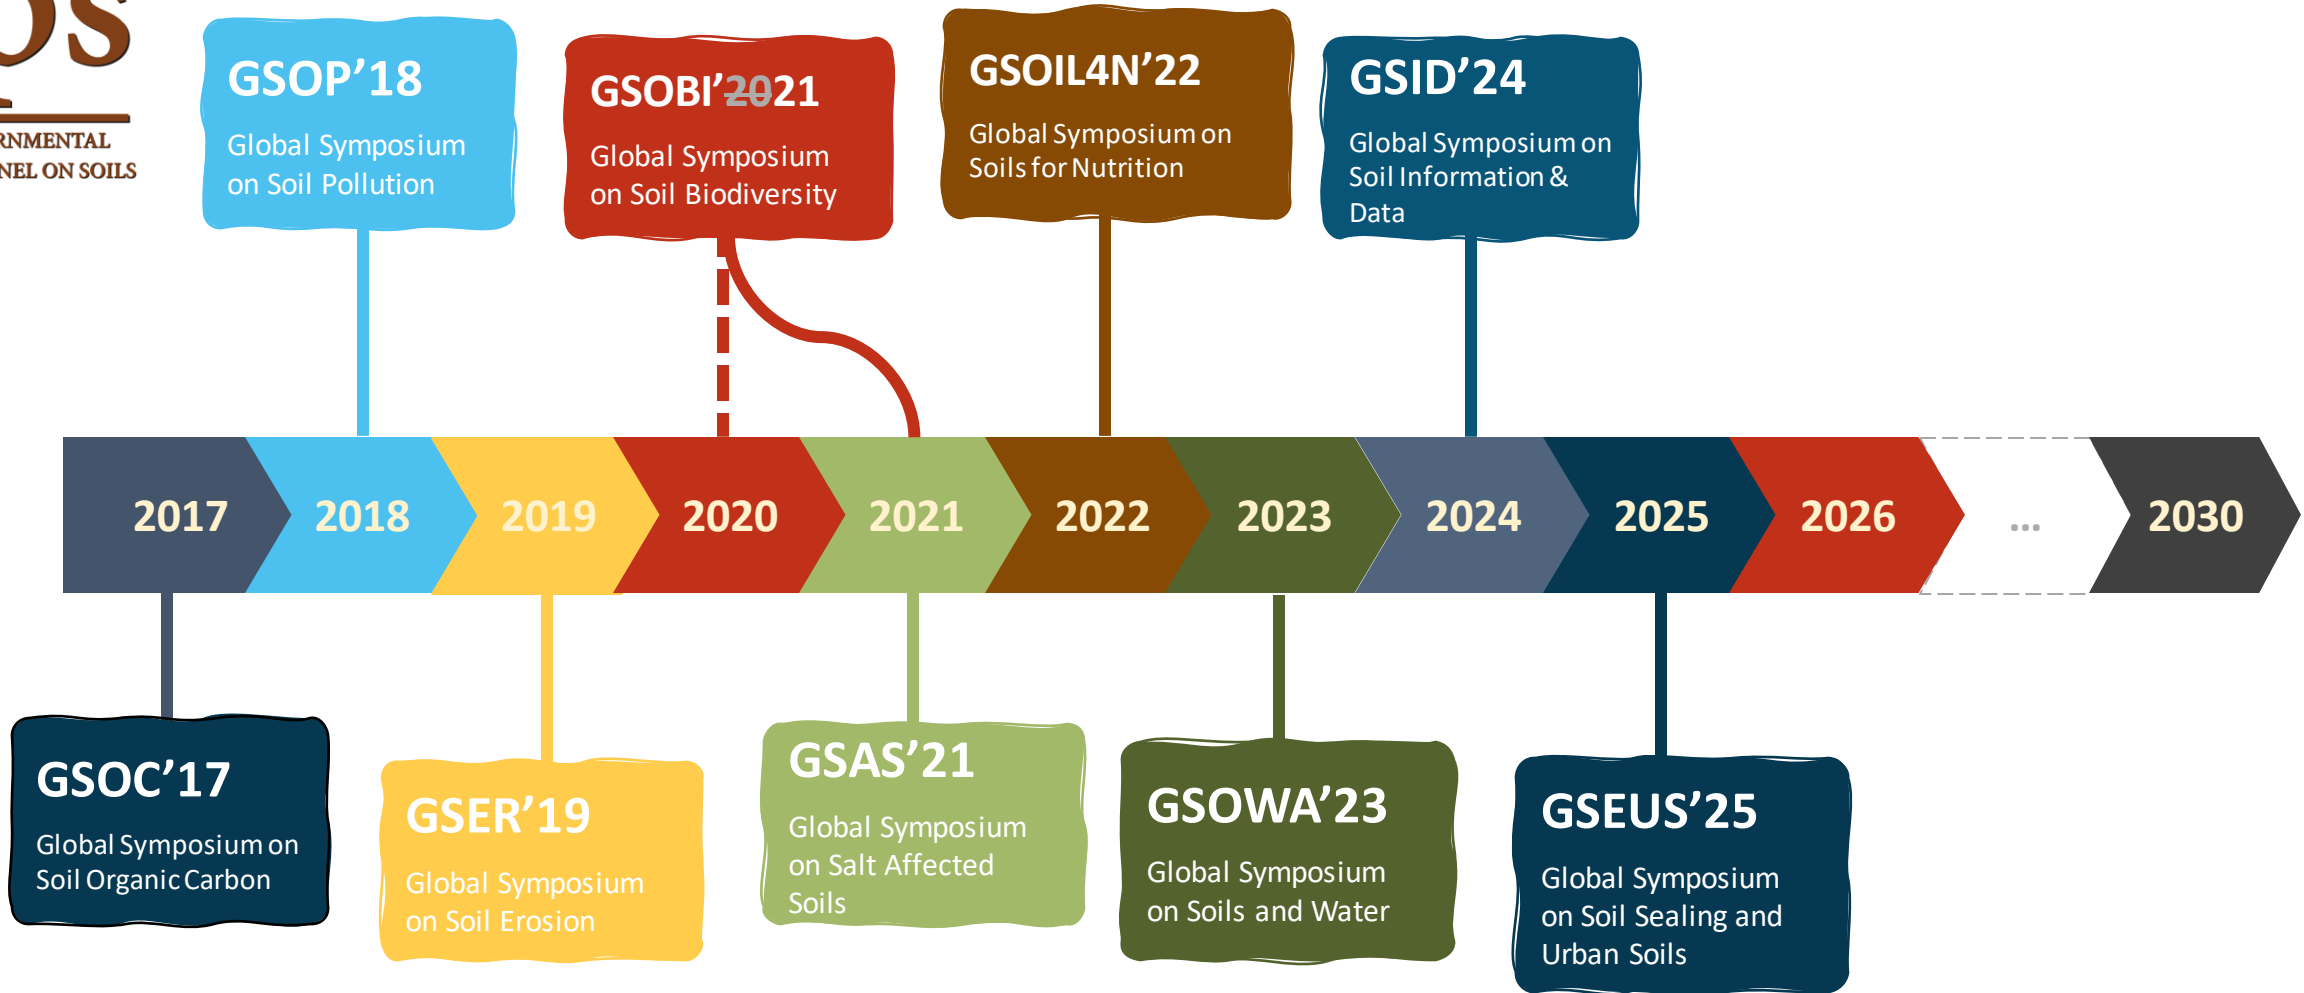 RNMENTAL
NEL ON SOILS
GSOP’18
Global Symposium
on Soil Pollution
GSOBI’2021
Global Symposium
on Soil Biodiversity
GSOIL4N’22
Global Symposium on
Soils for Nutrition
GSID’24
Global Symposium on
Soil Information &
Data
2017
2018
2019
2020
2021
2022
2023
2024
2025
2026
...
2030
GSOC’17
Global Symposium on
Soil Organic Carbon
GSER’19
Global Symposium
on Soil Erosion
GSAS’21
Global Symposium
on Salt Affected
Soils
GSOWA’23
Global Symposium
on Soils and Water
GSEUS’25
Global Symposium
on Soil Sealing and
Urban Soils